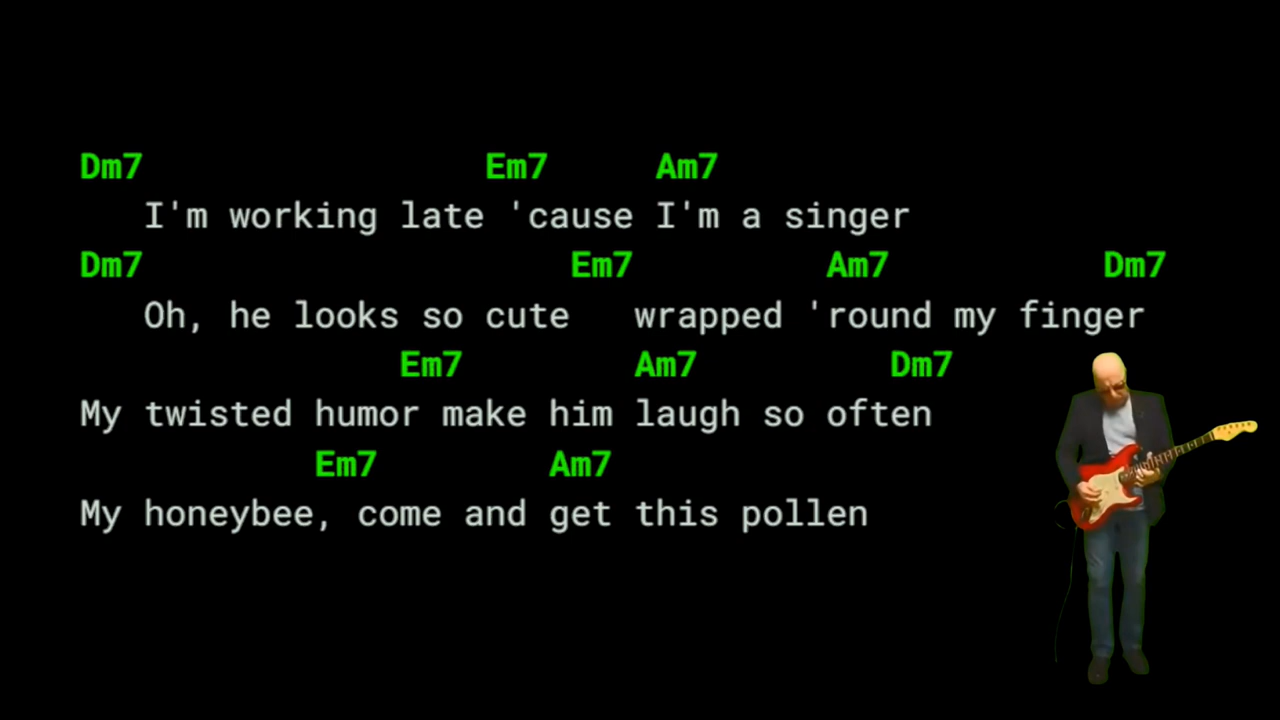 Dm7 Em7 Am7
I'm working late 'cause I'm a singer
Dm7 Em7 Am7 Dm7
Oh, he looks so cute wrapped 'round my finger
Em7 Am7 Dm7
My twisted humor make him laugh so often
Em7 Am7
My honeybee, come and get this pollen